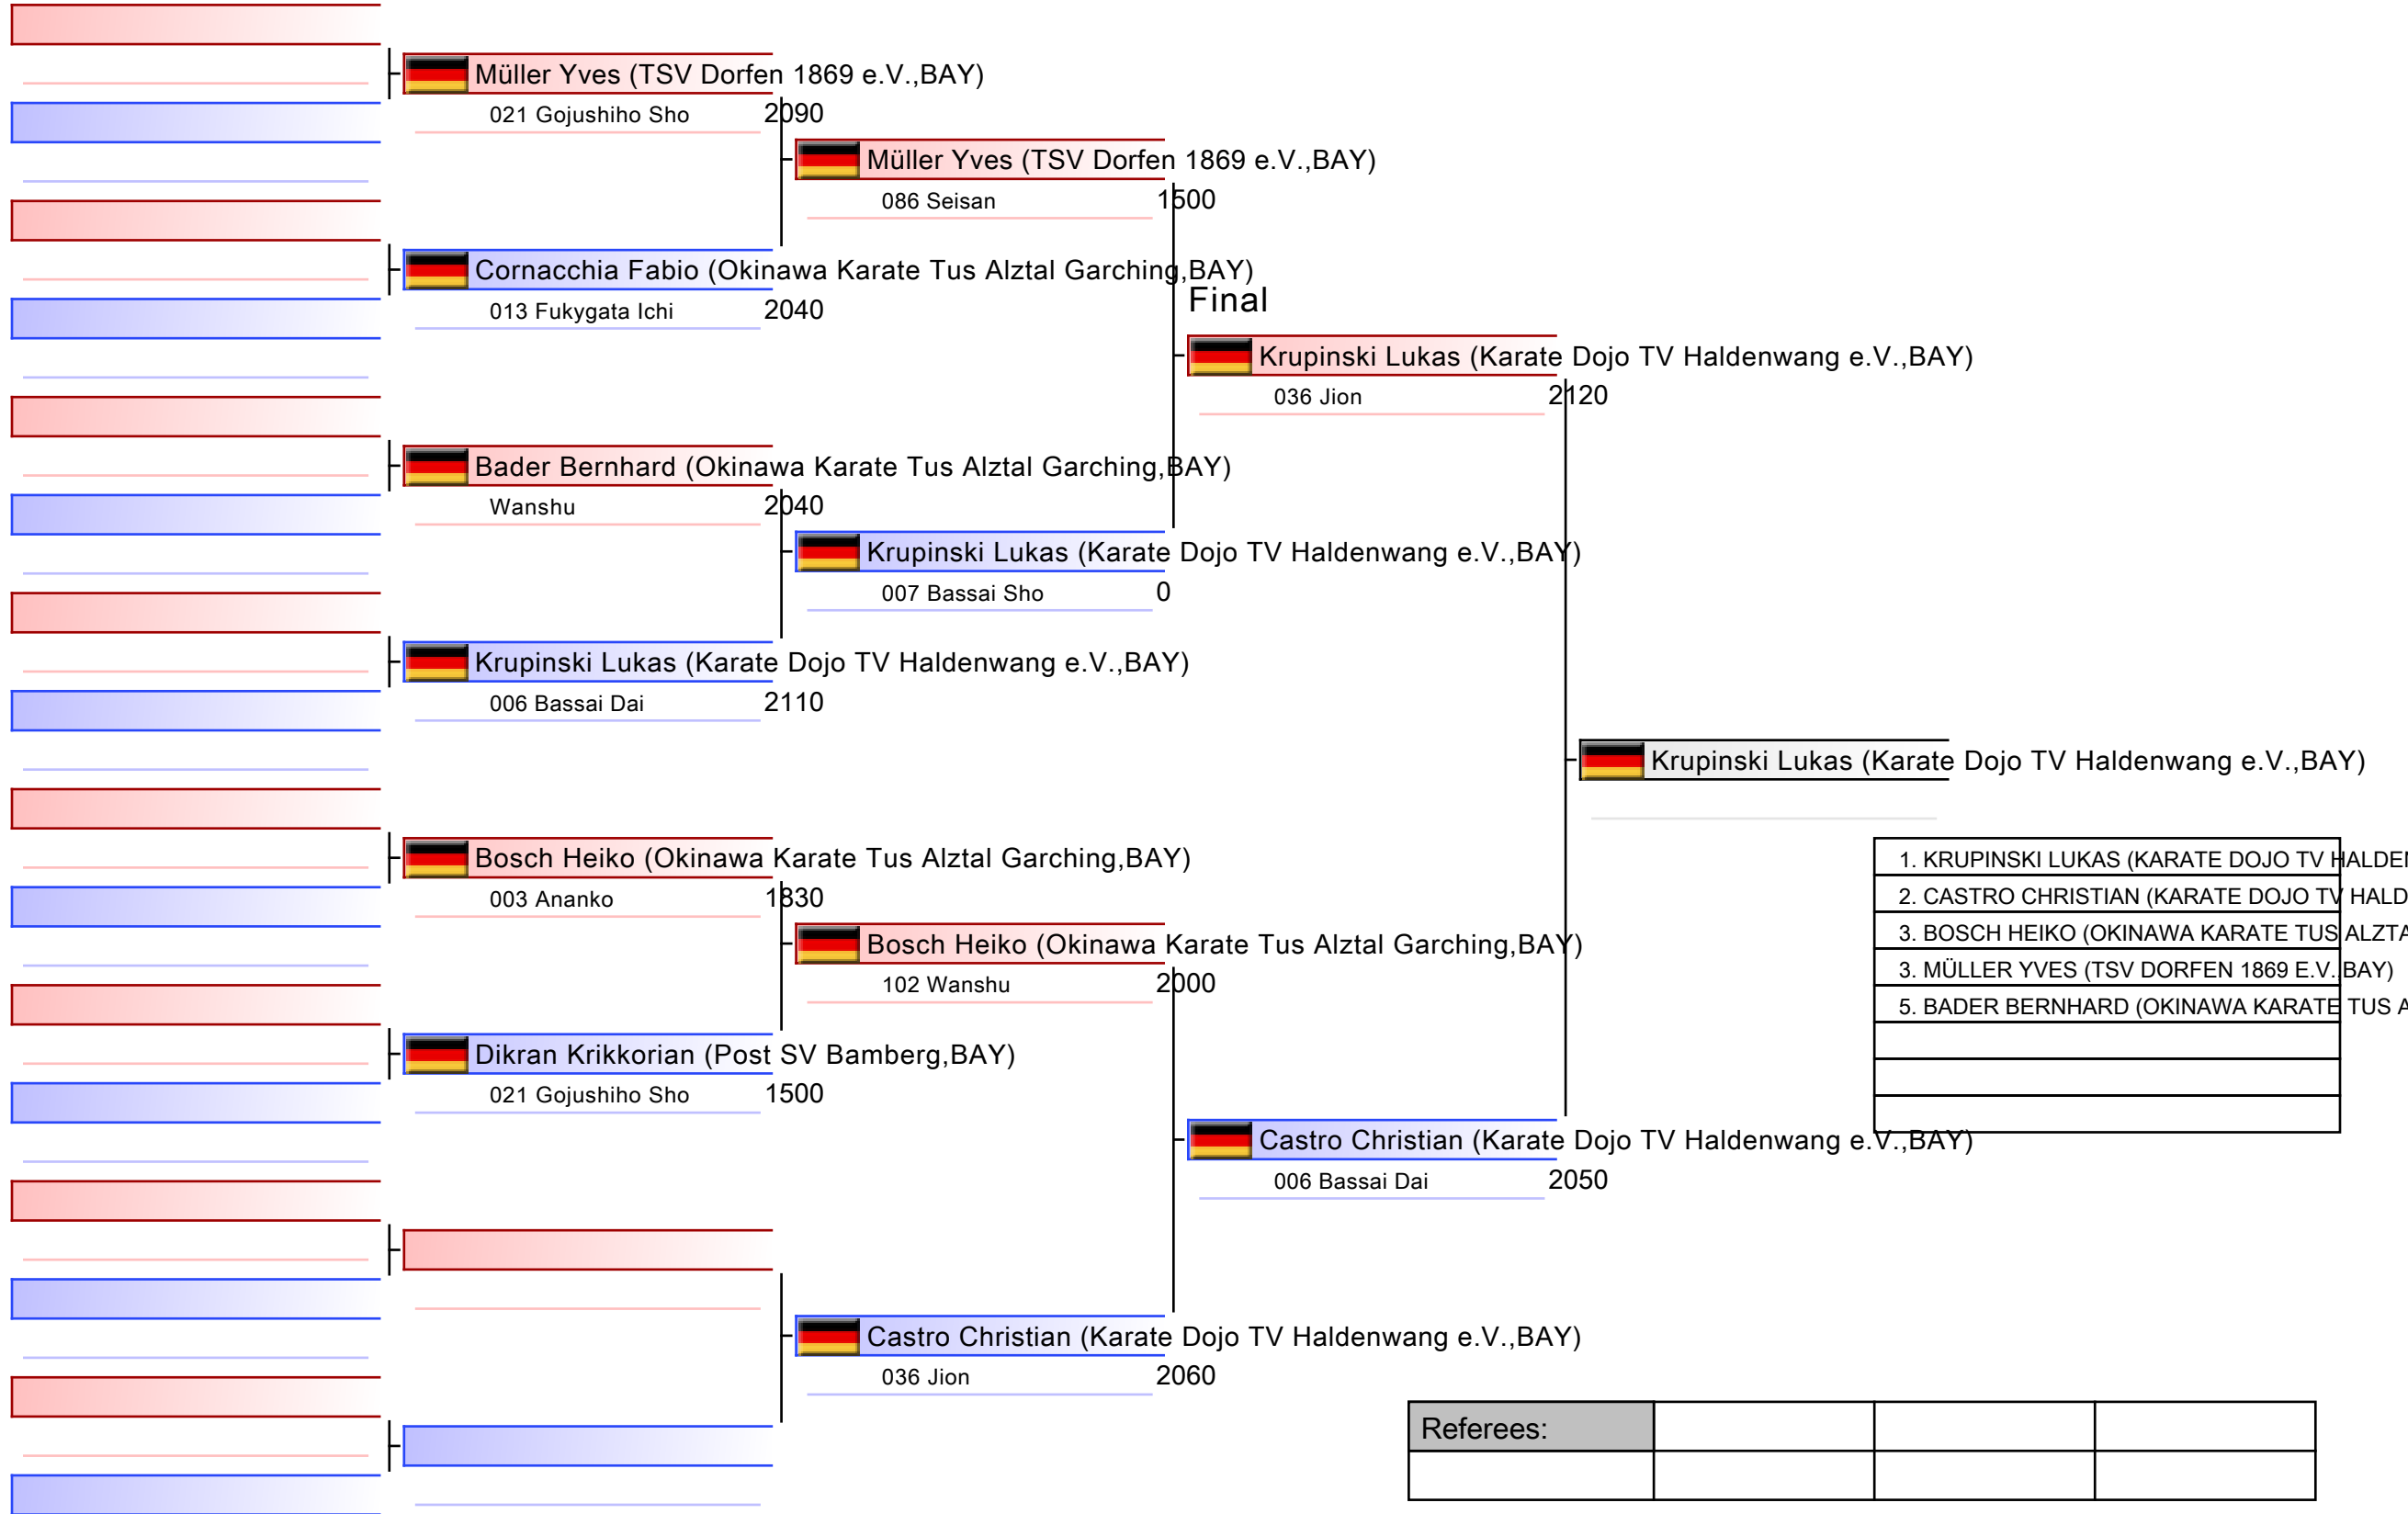 Müller Yves (TSV Dorfen 1869 e.V.,BAY)
021 Gojushiho Sho 2090
Müller Yves (TSV Dorfen 1869 e.V.,BAY)
086 Seisan 1500
Cornacchia Fabio (Okinawa Karate Tus Alztal Garching,BAY)
013 Fukygata Ichi 2040
Final
Krupinski Lukas (Karate Dojo TV Haldenwang e.V.,BAY)
036 Jion 2120
Bader Bernhard (Okinawa Karate Tus Alztal Garching,BAY)
Wanshu 2040
Krupinski Lukas (Karate Dojo TV Haldenwang e.V.,BAY)
007 Bassai Sho 0
Krupinski Lukas (Karate Dojo TV Haldenwang e.V.,BAY)
006 Bassai Dai 2110
Krupinski Lukas (Karate Dojo TV Haldenwang e.V.,BAY)
Bosch Heiko (Okinawa Karate Tus Alztal Garching,BAY)
003 Ananko 1830
1. KRUPINSKI LUKAS (KARATE DOJO TV HALDEN
2. CASTRO CHRISTIAN (KARATE DOJO TV HALD
3. BOSCH HEIKO (OKINAWA KARATE TUS ALZTA
3. MÜLLER YVES (TSV DORFEN 1869 E.V.,BAY)
5. BADER BERNHARD (OKINAWA KARATE TUS A
Bosch Heiko (Okinawa Karate Tus Alztal Garching,BAY)
102 Wanshu 2000
Dikran Krikkorian (Post SV Bamberg,BAY)
021 Gojushiho Sho 1500
Castro Christian (Karate Dojo TV Haldenwang e.V.,BAY)
006 Bassai Dai 2050
Castro Christian (Karate Dojo TV Haldenwang e.V.,BAY)
036 Jion 2060
Referees: